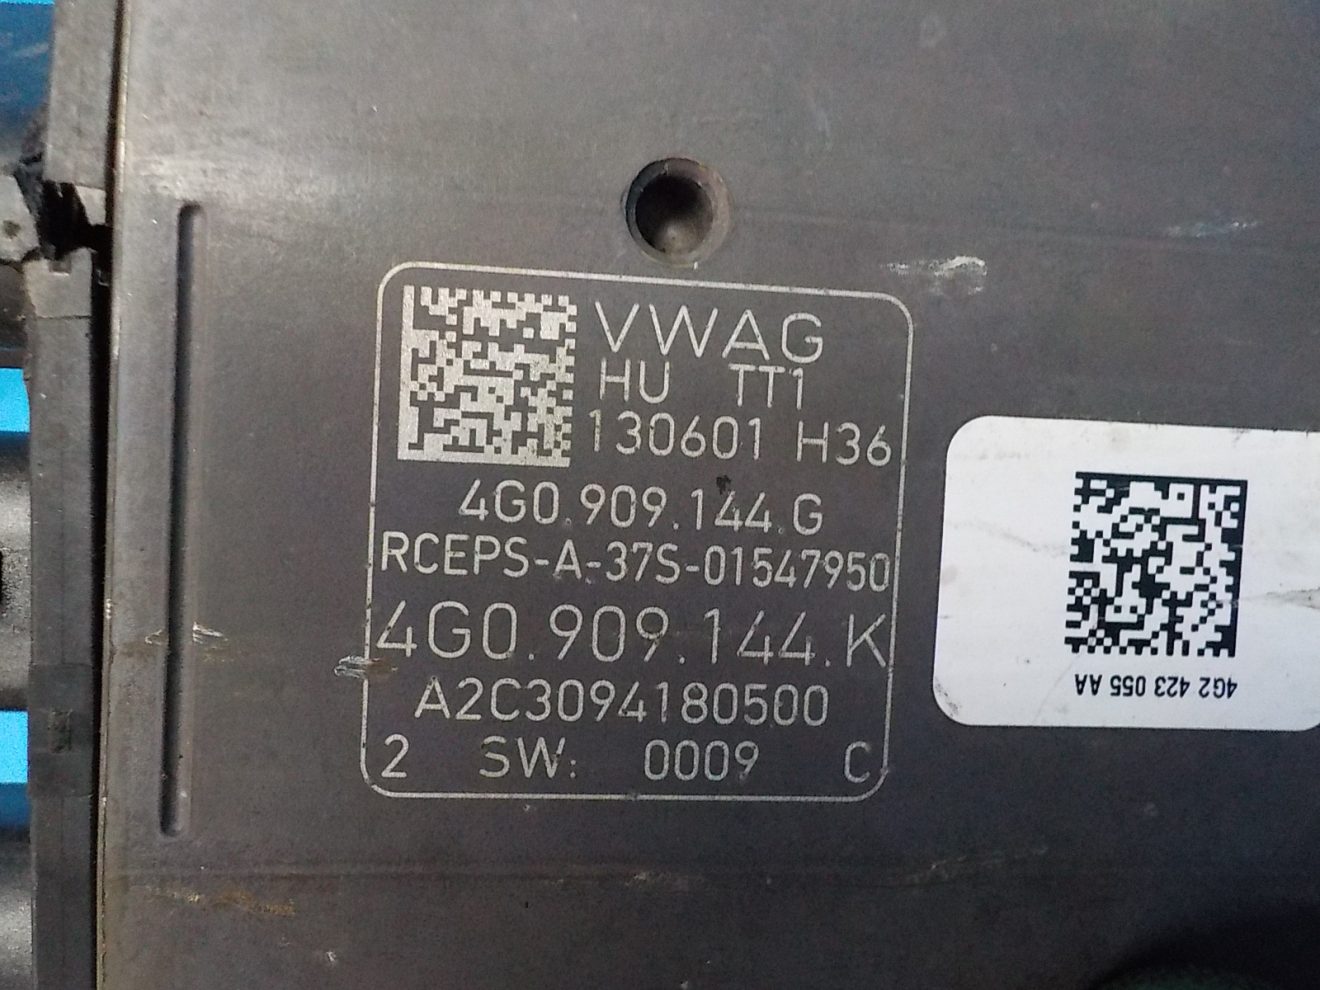 VWAG
HU TT1
130601 H36
4G0.909.144.G
RCEPS-A-37S-01547950
4G0.909.144.K
A2C3094180500
2 SW: 0009 C
4G2 423 055 AA